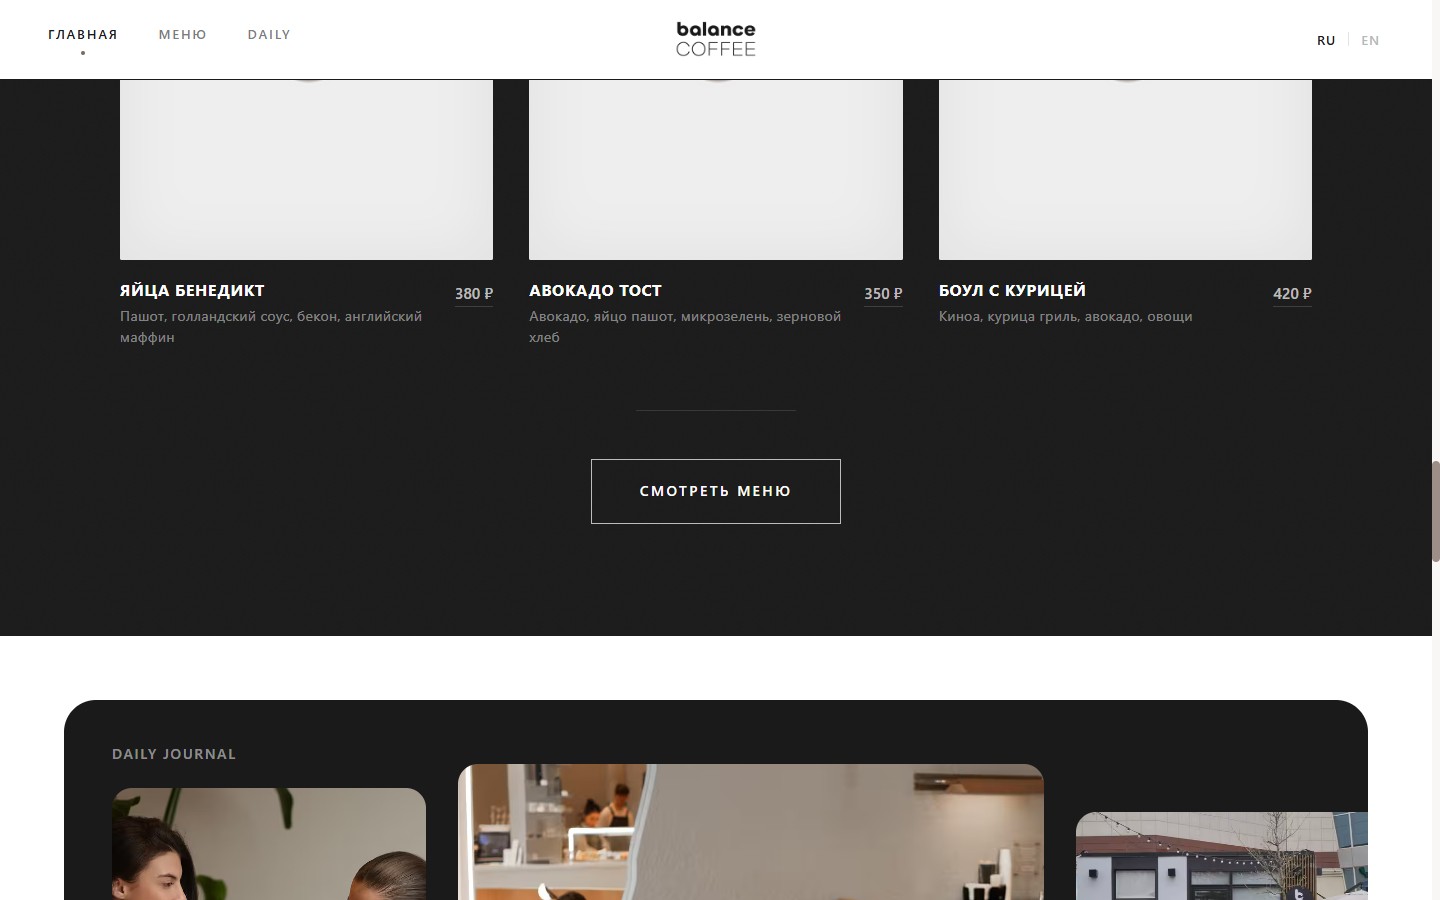 ГЛАВНАЯ
МЕНЮ
DAILY
balance
COFFEE
RU
EN
ЯЙЦА БЕНЕДИКТ
380 ₽
Пашот, голландский соус, бекон, английский
маффин
АВОКАДО ТОСТ
350 ₽
Авокадо, яйцо пашот, микрозелень, зерновой
хлеб
БОУЛ С КУРИЦЕЙ
420 ₽
Киноа, курица гриль, авокадо, овощи
СМОТРЕТЬ МЕНЮ
DAILY JOURNAL